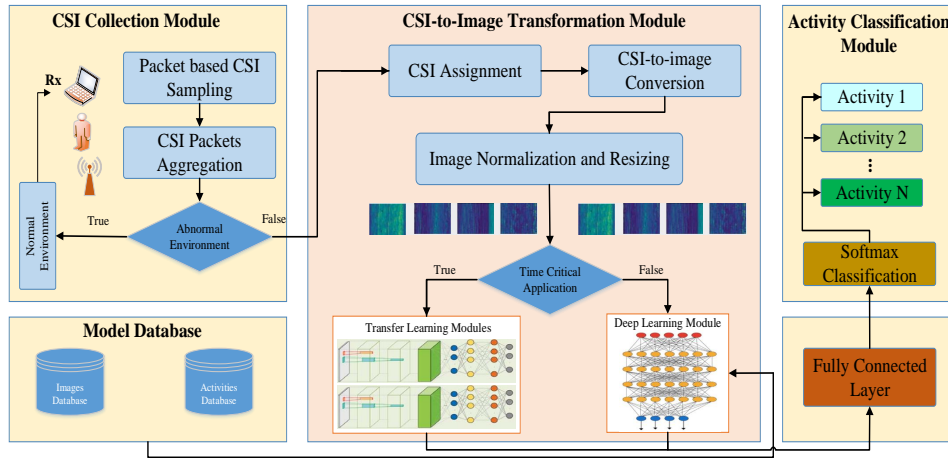 CSI Collection Module
Rx
Packet based CSI
Sampling
CSI Packets
Aggregation
Abnormal
Environment
True
False
Normal
Environment
Model Database
Images
Database
Activities
Database
CSI-to-Image Transformation Module
CSI Assignment
CSI-to-image
Conversion
Image Normalization and Resizing
Time Critical
Application
True
False
Transfer Learning Modules
Deep Learning Module
Activity Classification
Module
Activity 1
Activity 2
Activity N
Softmax
Classification
Fully Connected
Layer